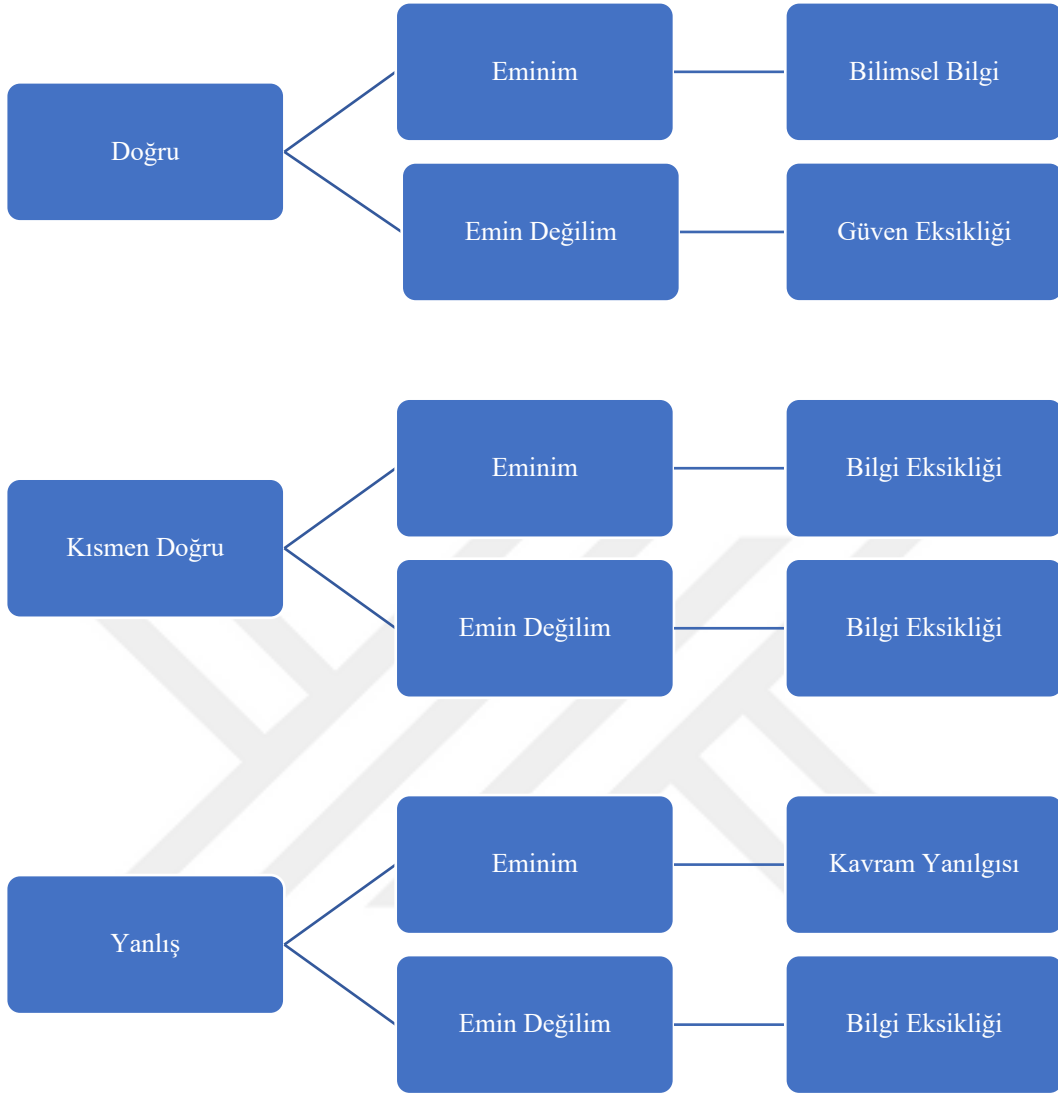 Doğru
Eminim
Bilimsel Bilgi
Emin Değilim
Güven Eksikliği
Kısmen Doğru
Eminim
Bilgi Eksikliği
Emin Değilim
Bilgi Eksikliği
Yanlış
Eminim
Kavram Yanılgısı
Emin Değilim
Bilgi Eksikliği